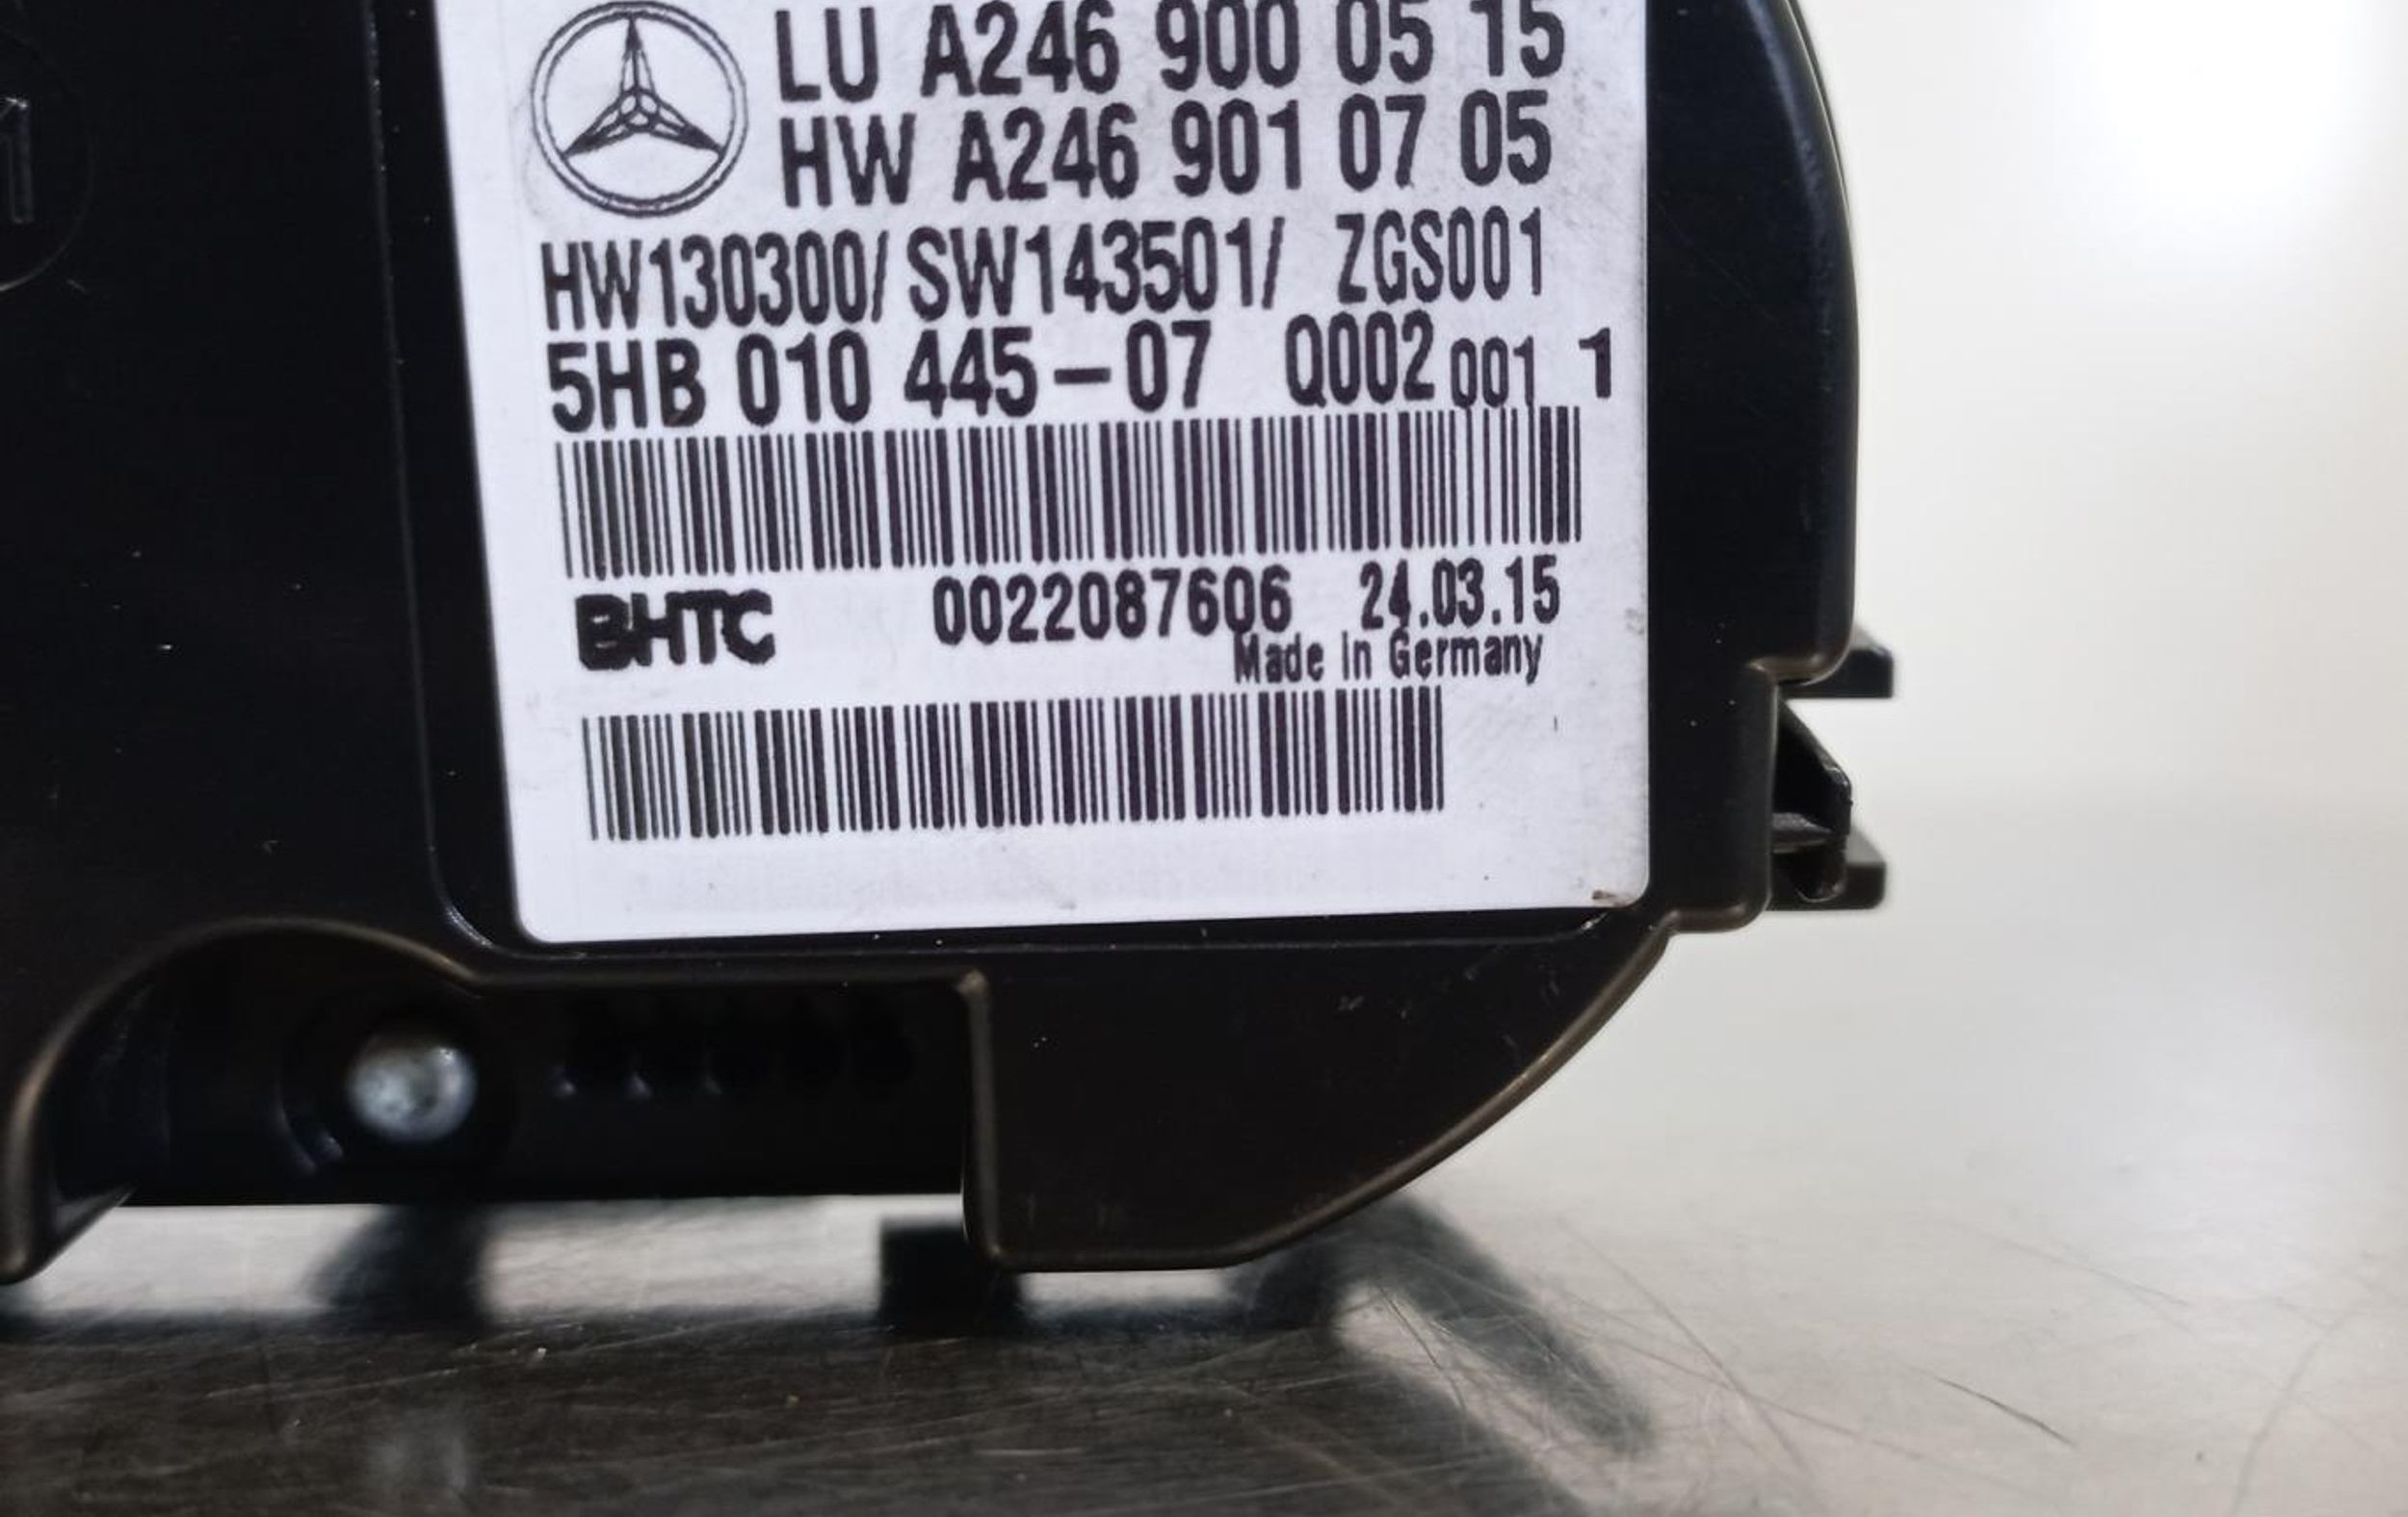 LU A246 900 05 15
HW A246 901 07 05
HW130300/ SW143501/ ZGS001
5HB 010 445-07 Q002 001 1
BHTC 0022087606 24.03.15
Made in Germany
1